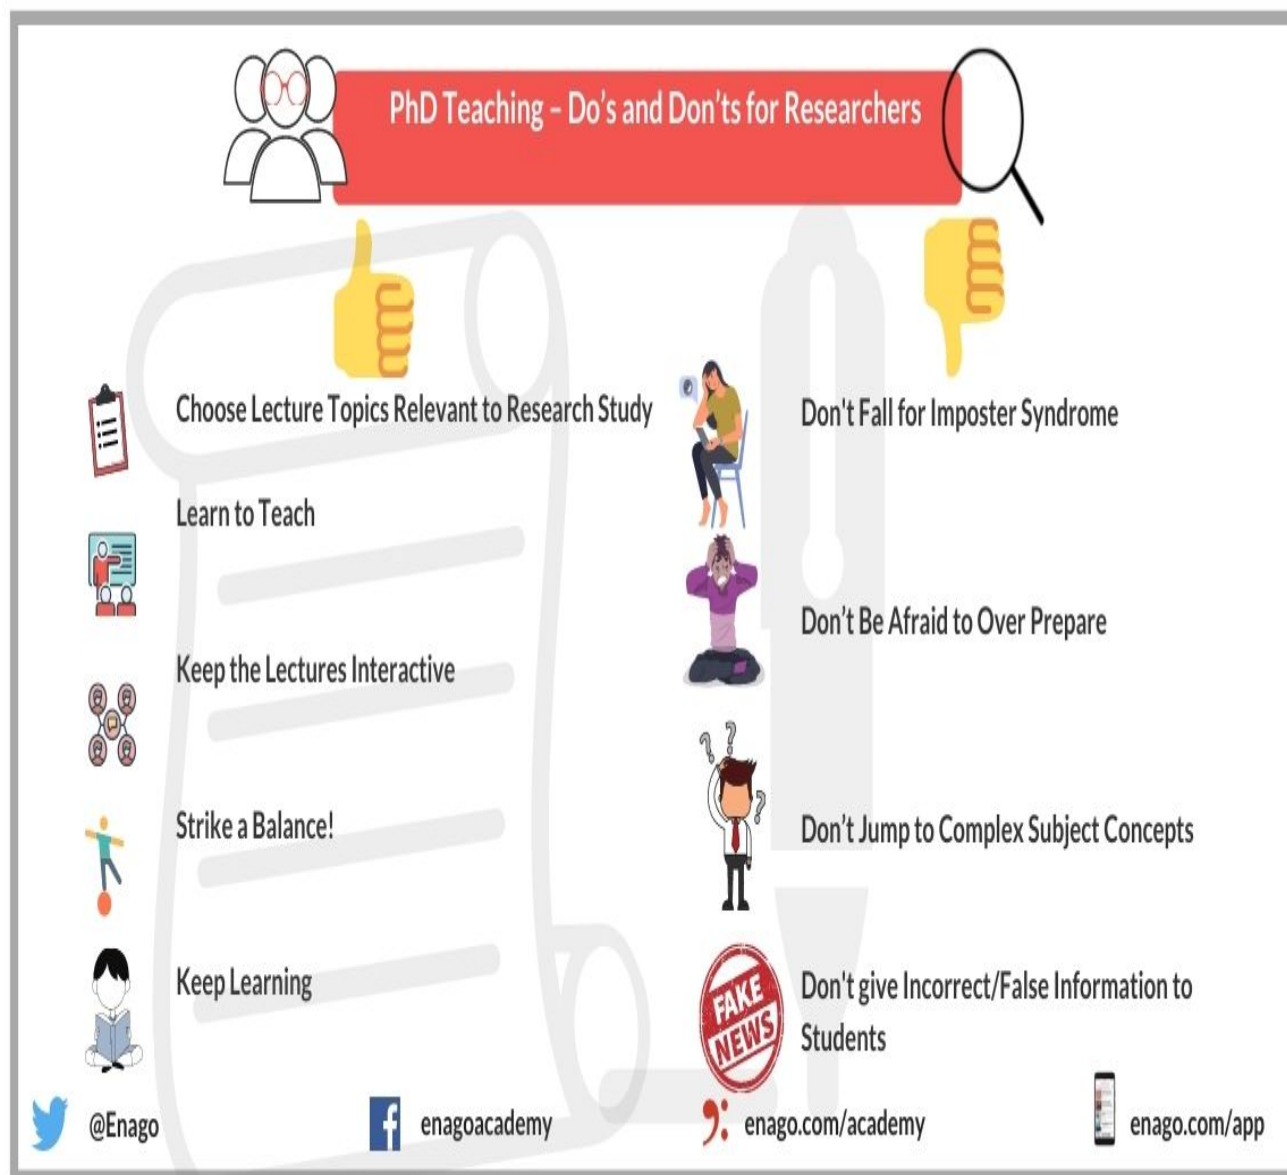 PhD Teaching – Do's and Don'ts for Researchers
Choose Lecture Topics Relevant to Research Study
Learn to Teach
Keep the Lectures Interactive
Strike a Balance!
Keep Learning
Don't Fall for Imposter Syndrome
Don't Be Afraid to Over Prepare
Don't Jump to Complex Subject Concepts
FAKE
NEWS
Don't give Incorrect/False Information to
Students
@Enago
enagoacademy
enago.com/academy
enago.com/app